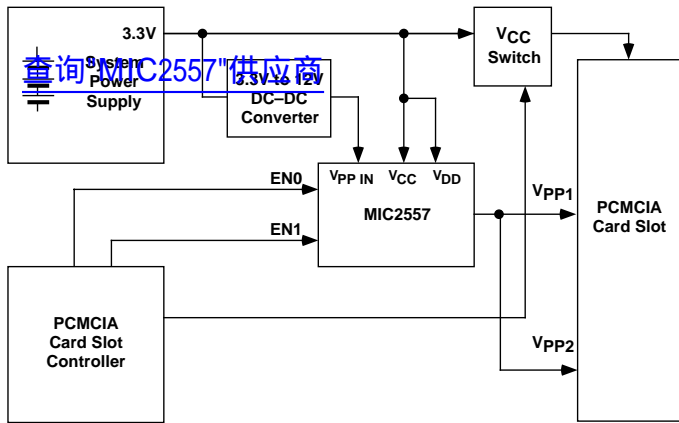 3.3V
查询"MIC2557"供应商
System
Power
Supply
3.3V to 12V
DC–DC
Converter
VCC
Switch
EN0
EN1
VPP IN
VCC
VDD
MIC2557
VPP1
VPP2
PCMCIA
Card Slot
PCMCIA
Card Slot
Controller